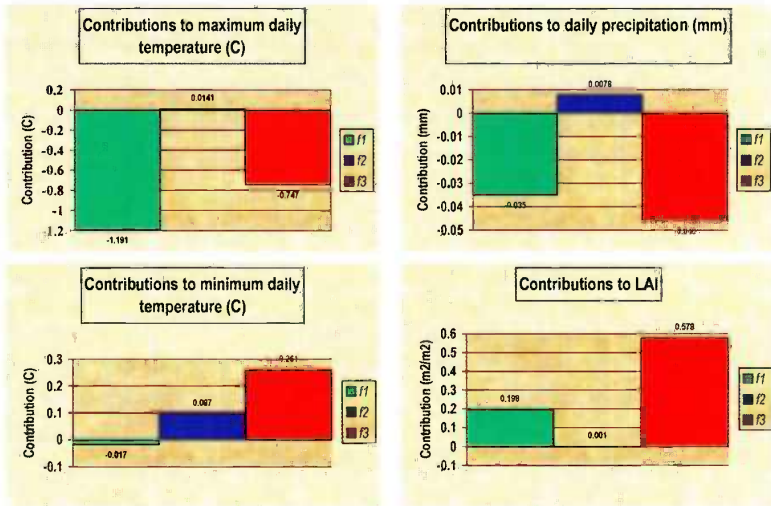 Contributions to maximum daily
temperature (C)
Contribution (C)
0.2
0
-0.2
-0.4
-0.6
-0.8
-1
-1.2
0.0141
-1.191
-0.747
f1
f2
f3
Contributions to daily precipitation (mm)
Contribution (mm)
0.01
0
-0.01
-0.02
-0.03
-0.04
-0.05
0.0078
-0.035
f1
f2
f3
Contributions to minimum daily
temperature (C)
Contribution (C)
0.3
0.2
0.1
0
-0.1
-0.017
0.097
0.261
f1
f2
f3
Contributions to LAI
Contribution (m2/m2)
0.6
0.5
0.4
0.3
0.2
0.1
0
-0.1
0.198
0.001
0.578
f1
f2
f3